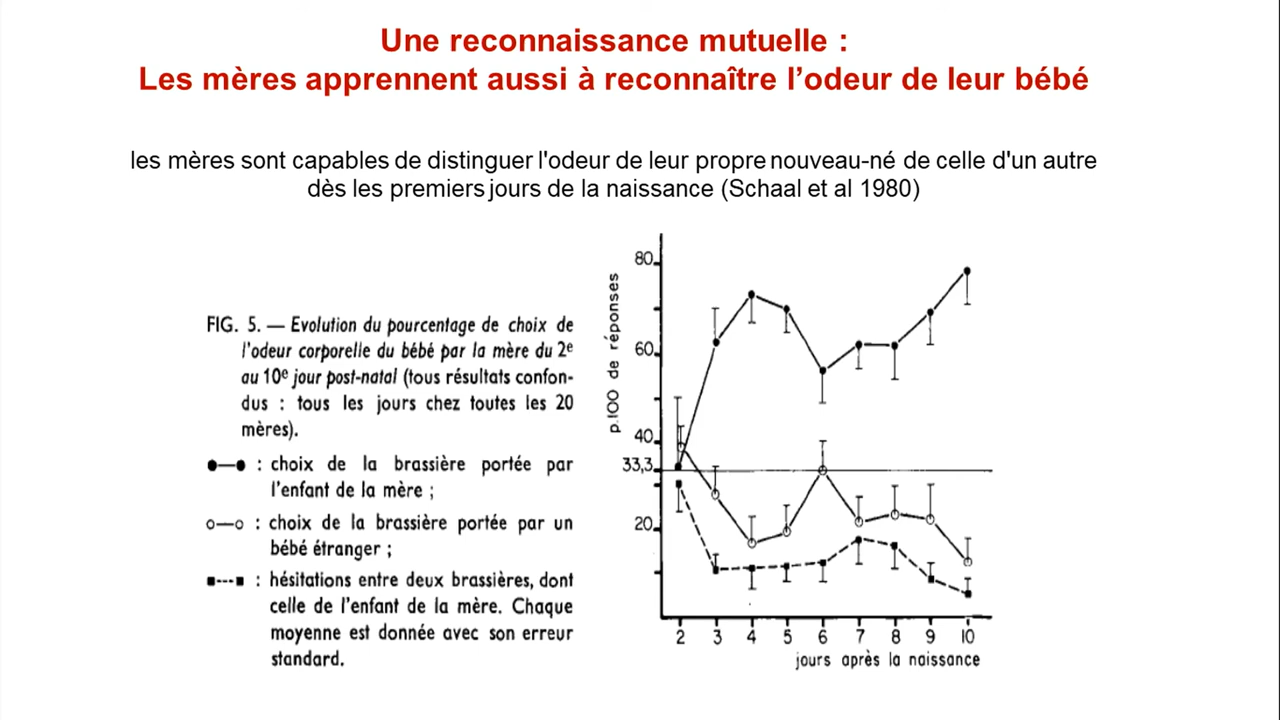 Une reconnaissance mutuelle :
Les mères apprennent aussi à reconnaître l’odeur de leur bébé
les mères sont capables de distinguer l'odeur de leur propre nouveau-né de celle d'un autre
dès les premiers jours de la naissance (Schaal et al 1980)
FIG. 5. — Evolution du pourcentage de choix de
l'odeur corporelle du bébé par la mère du 2e
au 10e jour post-natal (tous résultats confon-
dus : tous les jours chez toutes les 20
mères).
: choix de la brassière portée par
l'enfant de la mère ;
: choix de la brassière portée par un
bébé étranger ;
: hésitations entre deux brassières, dont
celle de l'enfant de la mère. Chaque
moyenne est donnée avec son erreur
standard.
p.100 de réponses
80
60
40
33,3
20
2 3 4 5 6 7 8 9 10
jours après la naissance